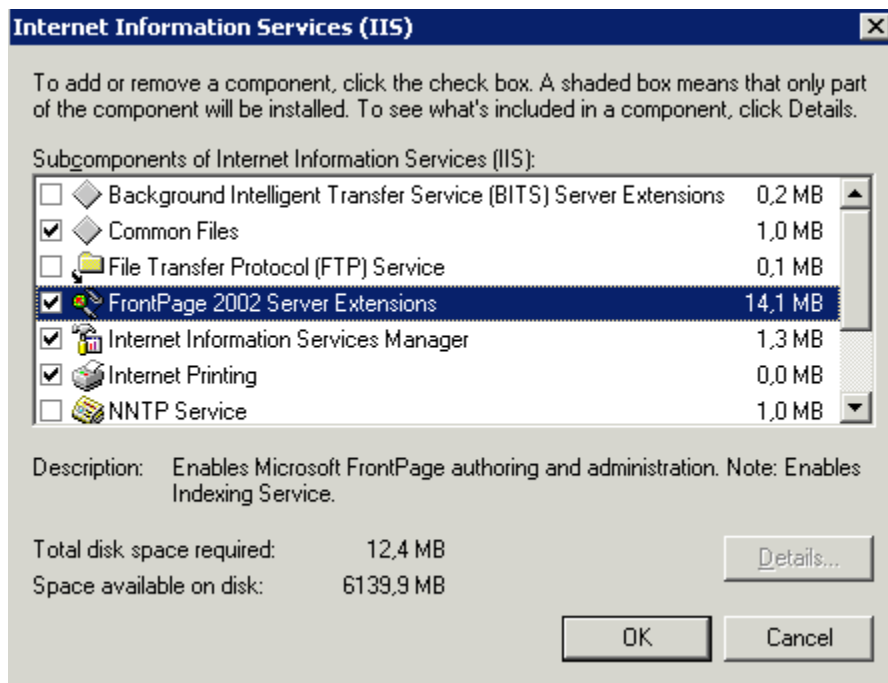 Internet Information Services (IIS)
To add or remove a component, click the check box. A shaded box means that only part
of the component will be installed. To see what's included in a component, click Details.
Subcomponents of Internet Information Services (IIS):
Background Intelligent Transfer Service (BITS) Server Extensions 0,2 MB
Common Files 1,0 MB
File Transfer Protocol (FTP) Service 0,1 MB
FrontPage 2002 Server Extensions 14,1 MB
Internet Information Services Manager 1,3 MB
Internet Printing 0,0 MB
NNTP Service 1,0 MB
Description: Enables Microsoft FrontPage authoring and administration. Note: Enables
Indexing Service.
Total disk space required: 12,4 MB
Space available on disk: 6139,9 MB
Details...
OK Cancel